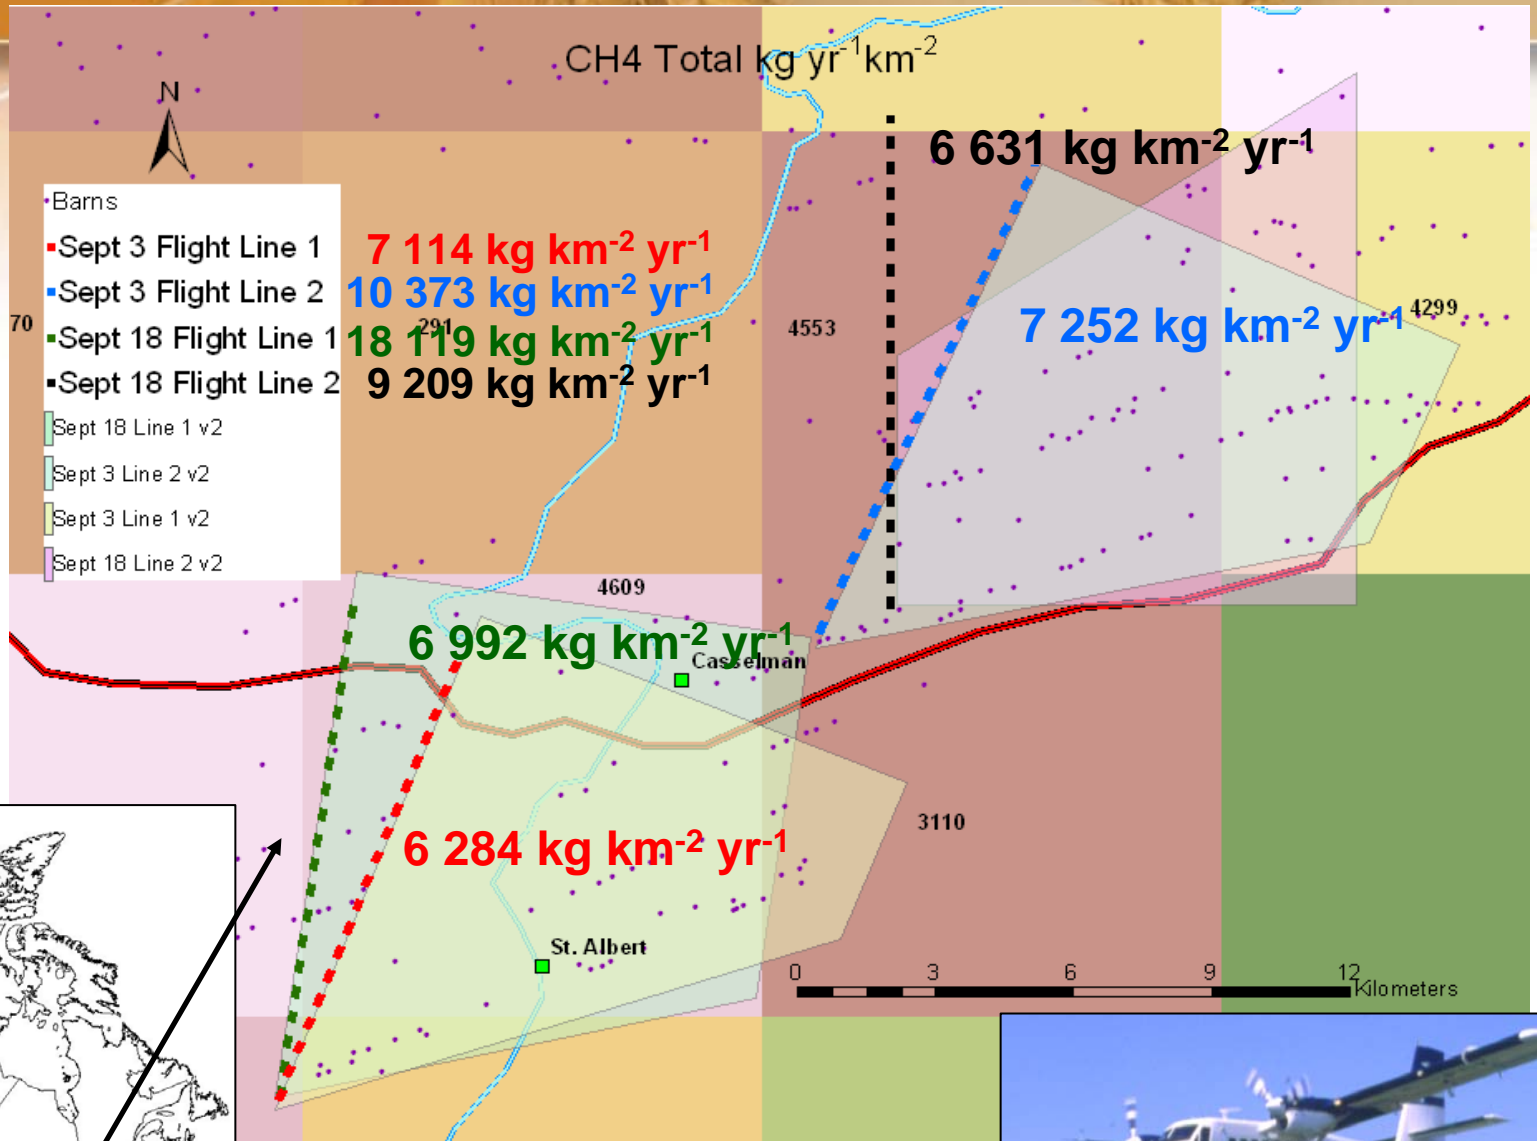 CH4 Total kg yr-1 km-2
N
6 631 kg km-2 yr-1
Barns
Sept 3 Flight Line 1 7 114 kg km-2 yr-1
Sept 3 Flight Line 2 10 373 kg km-2 yr-1
4299
70
291
4553
7 252 kg km-2 yr-1
Sept 18 Flight Line 1 18 119 kg km-2 yr-1
Sept 18 Flight Line 2 9 209 kg km-2 yr-1
Sept 18 Line 1 v2
Sept 3 Line 2 v2
Sept 3 Line 1 v2
Sept 18 Line 2 v2
4609
6 992 kg km-2 yr-1
Casselman
3110
6 284 kg km-2 yr-1
St. Albert
0 3 6 9 12
Kilometers